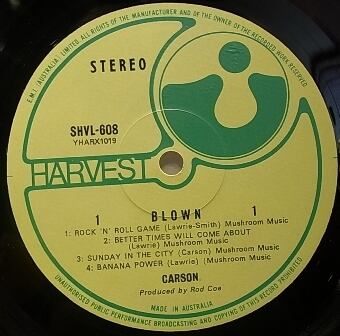 E.M.I. (AUSTRALIA) LIMITED. ALL RIGHTS OF THE MANUFACTURER AND OF THE OWNER OF THE RECORDED WORK RESERVED.
STEREO
SHVL-608
YHARX1019
HARVEST
1 BLOWN 1
1: ROCK 'N' ROLL GAME (Lawrie-Smith) Mushroom Music
2: BETTER TIMES WILL COME ABOUT
(Lawrie) Mushroom Music
3: SUNDAY IN THE CITY (Carson) Mushroom Music
4: BANANA POWER (Lawrie) Mushroom Music
CARSON
Produced by Rod Coe
MADE IN AUSTRALIA
UNAUTHORISED PUBLIC PERFORMANCE BROADCASTING AND COPYING OF THIS RECORD PROHIBITED